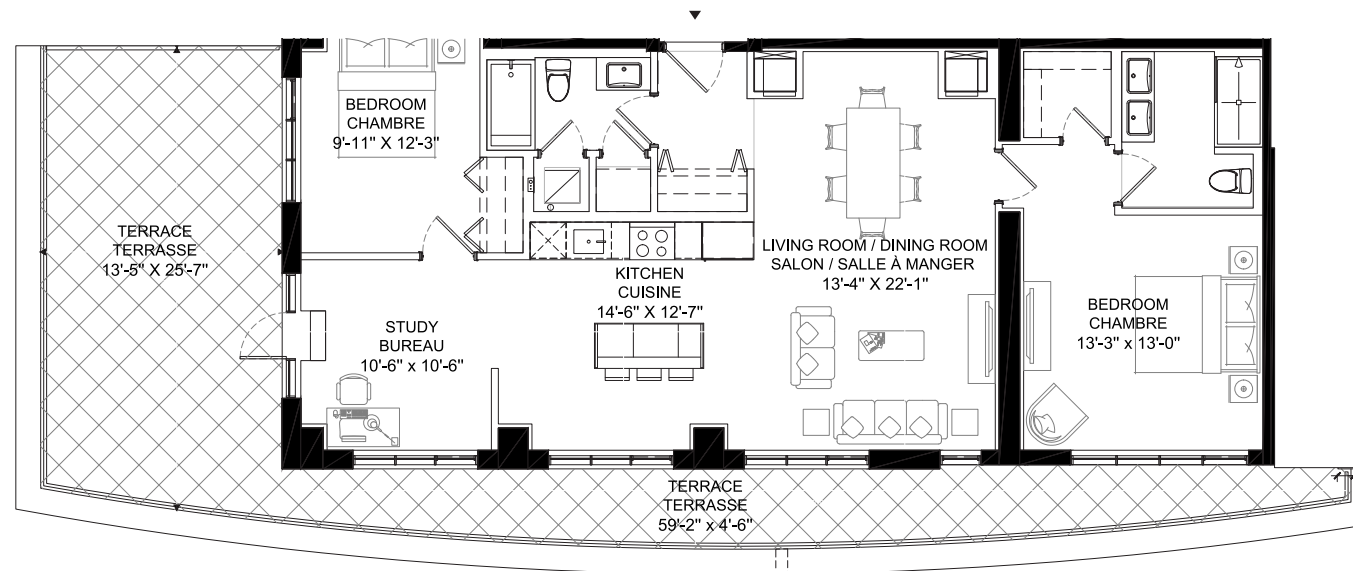 BEDROOM
CHAMBRE
9'-11" X 12'-3"
TERRACE
TERRASSE
13'-5" X 25'-7"
LIVING ROOM / DINING ROOM
SALON / SALLE À MANGER
13'-4" X 22'-1"
KITCHEN
CUISINE
14'-6" X 12'-7"
STUDY
BUREAU
10'-6" x 10'-6"
BEDROOM
CHAMBRE
13'-3" x 13'-0"
TERRACE
TERRASSE
59'-2" x 4'-6"